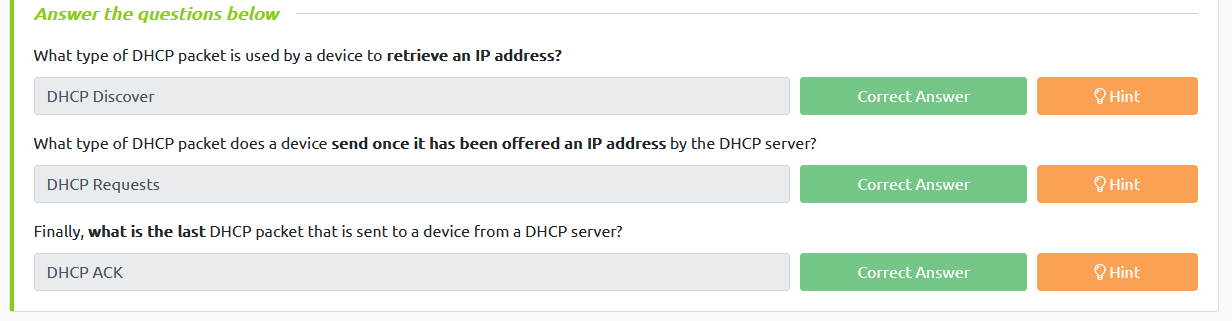 Answer the questions below
What type of DHCP packet is used by a device to retrieve an IP address?
DHCP Discover
Correct Answer
Hint
What type of DHCP packet does a device send once it has been offered an IP address by the DHCP server?
DHCP Requests
Correct Answer
Hint
Finally, what is the last DHCP packet that is sent to a device from a DHCP server?
DHCP ACK
Correct Answer
Hint